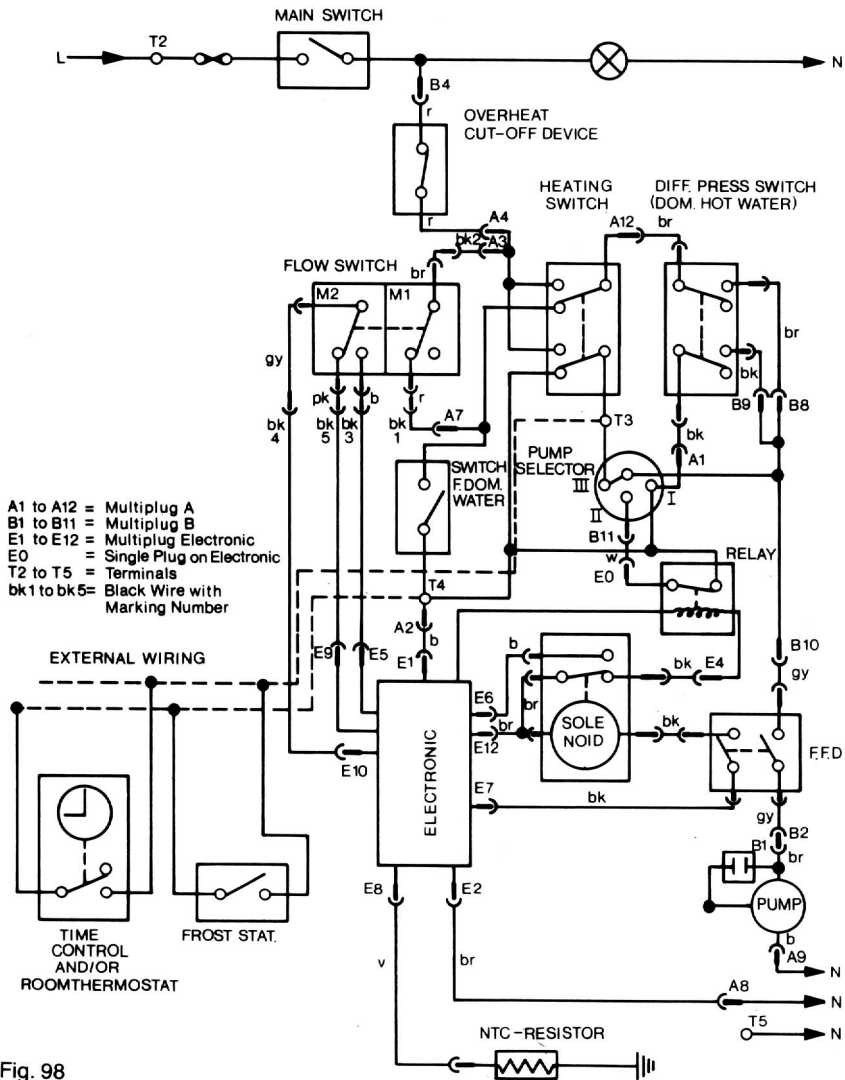 MAIN SWITCH
L T2 N
B4
r
OVERHEAT
CUT-OFF DEVICE
r
HEATING
SWITCH
DIFF. PRESS SWITCH
(DOM. HOT WATER)
A4
bk2 A3
A12 br
br
FLOW SWITCH
M2 M1
gy
br
bk
pk b r
bk
4
bk
5
bk
3
bk
1
A7
T3
B9 B8
bk
A1
SWITCH
F.DOM.
WATER
PUMP
SELECTOR
III
II
I
B11
w
E0
RELAY
A1 to A12 = Multiplug A
B1 to B11 = Multiplug B
E1 to E12 = Multiplug Electronic
E0 = Single Plug on Electronic
T2 to T5 = Terminals
bk1 to bk5= Black Wire with
Marking Number
T4
A2
b
E1
E9 E5
EXTERNAL WIRING
B10
gy
b
bk E4
E6
br
br
E12
SOLE
NOID
bk
F.F.D
E10
ELECTRONIC
E7
bk
gy
B2
B1
br
PUMP
b
A9
N
E8 E2
TIME
CONTROL
AND/OR
ROOMTHERMOSTAT
FROST STAT.
v
br
A8 N
T5 N
NTC-RESISTOR
Fig. 98